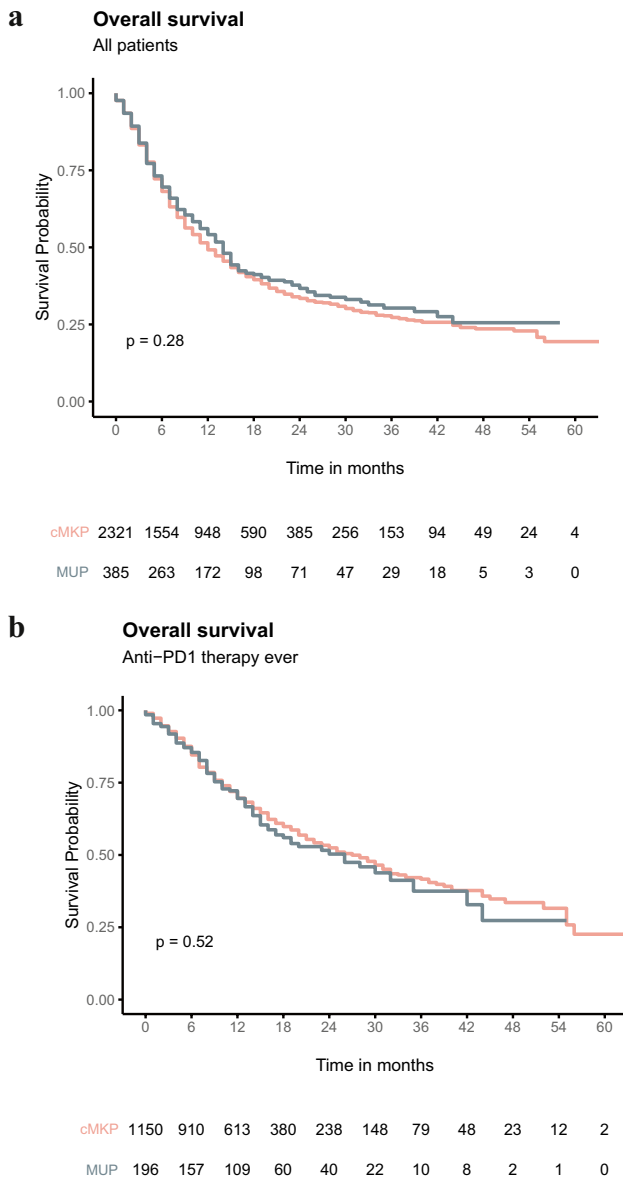 a
Overall survival
All patients
1.00
0.75
0.50
0.25
0.00
Survival Probability
p = 0.28
0 6 12 18 24 30 36 42 48 54 60
Time in months
cMKP 2321 1554 948 590 385 256 153 94 49 24 4
MUP 385 263 172 98 71 47 29 18 5 3 0
b
Overall survival
Anti−PD1 therapy ever
1.00
0.75
0.50
0.25
0.00
Survival Probability
p = 0.52
0 6 12 18 24 30 36 42 48 54 60
Time in months
cMKP 1150 910 613 380 238 148 79 48 23 12 2
MUP 196 157 109 60 40 22 10 8 2 1 0